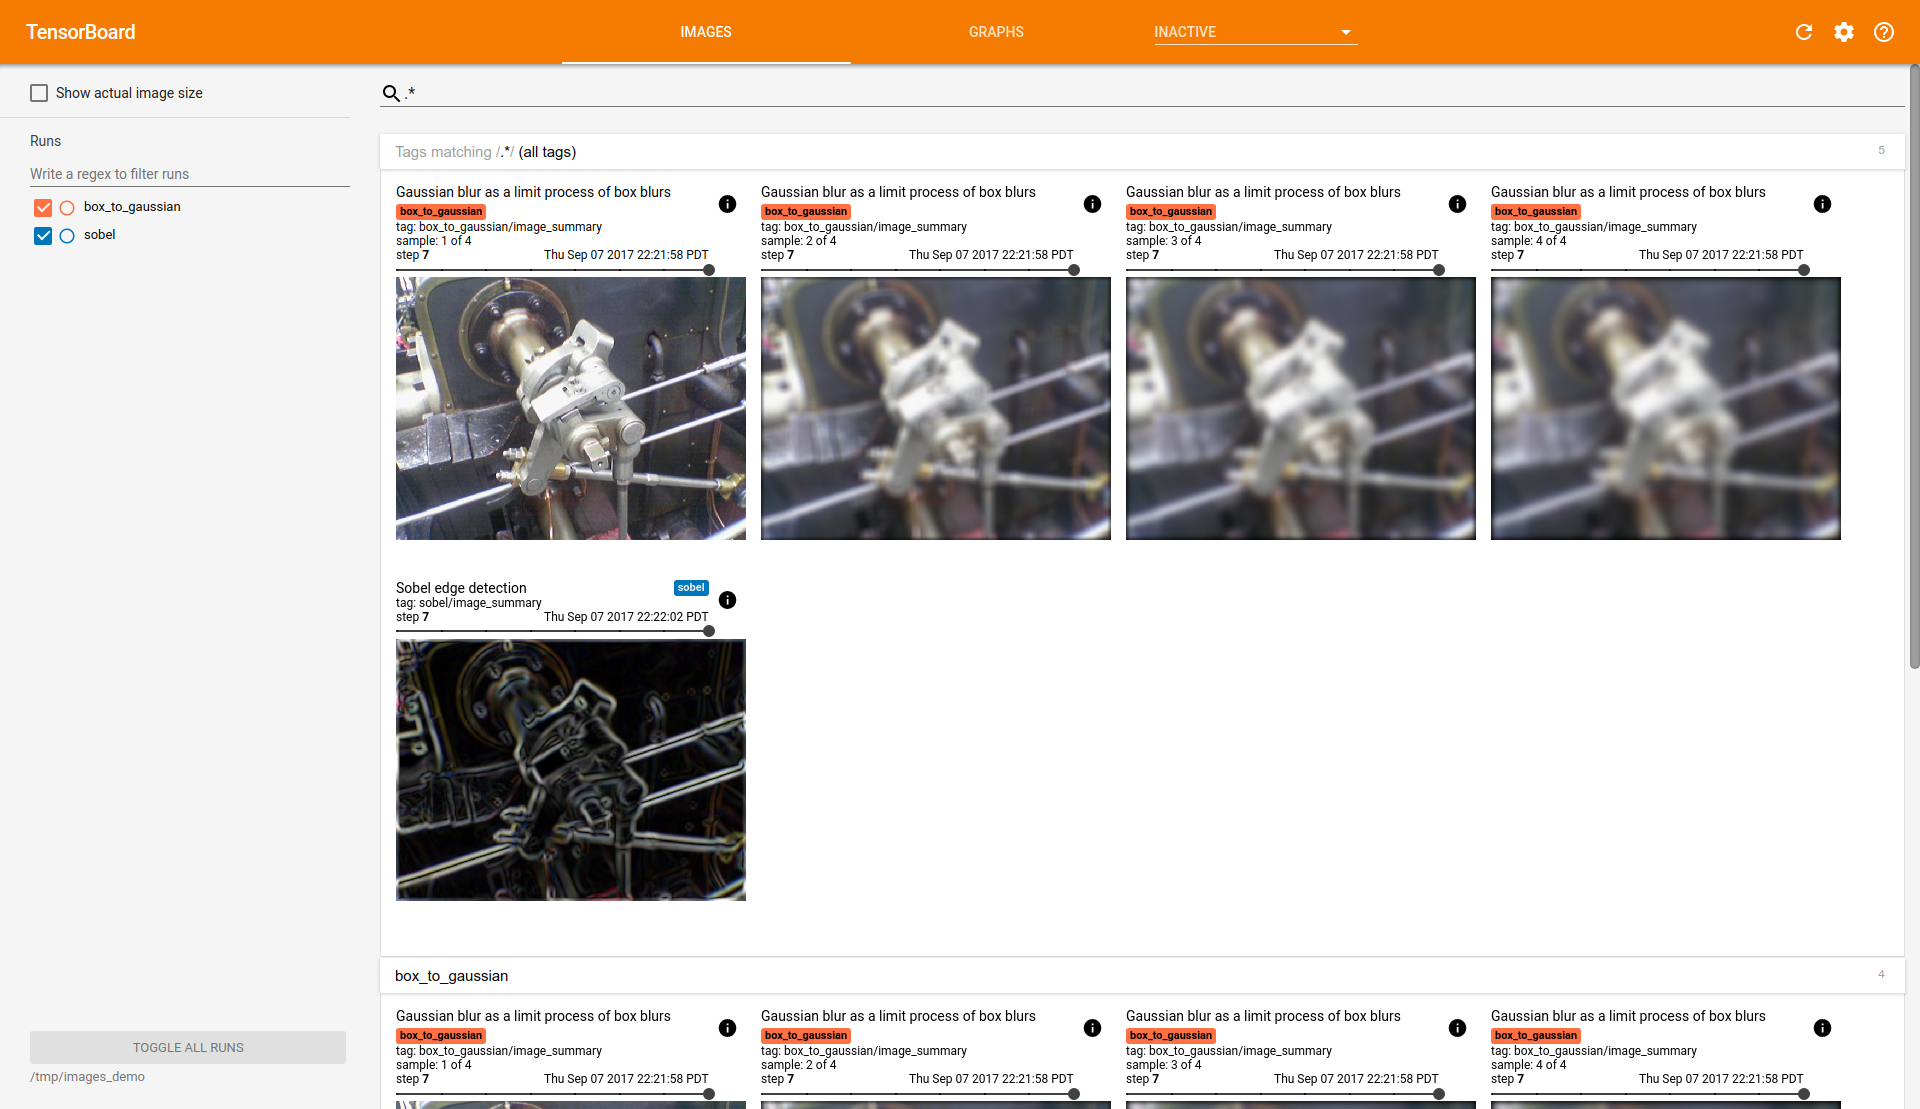 TensorBoard
IMAGES
GRAPHS
INACTIVE
Show actual image size
Runs
Write a regex to filter runs
box_to_gaussian
sobel
TOGGLE ALL RUNS
/tmp/images_demo
.*
Tags matching /.*/ (all tags)
5
Gaussian blur as a limit process of box blurs
box_to_gaussian
tag: box_to_gaussian/image_summary
sample: 1 of 4
step 7 Thu Sep 07 2017 22:21:58 PDT
Gaussian blur as a limit process of box blurs
box_to_gaussian
tag: box_to_gaussian/image_summary
sample: 2 of 4
step 7 Thu Sep 07 2017 22:21:58 PDT
Gaussian blur as a limit process of box blurs
box_to_gaussian
tag: box_to_gaussian/image_summary
sample: 3 of 4
step 7 Thu Sep 07 2017 22:21:58 PDT
Gaussian blur as a limit process of box blurs
box_to_gaussian
tag: box_to_gaussian/image_summary
sample: 4 of 4
step 7 Thu Sep 07 2017 22:21:58 PDT
Sobel edge detection sobel
tag: sobel/image_summary
step 7 Thu Sep 07 2017 22:22:02 PDT
box_to_gaussian
4
Gaussian blur as a limit process of box blurs
box_to_gaussian
tag: box_to_gaussian/image_summary
sample: 1 of 4
step 7 Thu Sep 07 2017 22:21:58 PDT
Gaussian blur as a limit process of box blurs
box_to_gaussian
tag: box_to_gaussian/image_summary
sample: 2 of 4
step 7 Thu Sep 07 2017 22:21:58 PDT
Gaussian blur as a limit process of box blurs
box_to_gaussian
tag: box_to_gaussian/image_summary
sample: 3 of 4
step 7 Thu Sep 07 2017 22:21:58 PDT
Gaussian blur as a limit process of box blurs
box_to_gaussian
tag: box_to_gaussian/image_summary
sample: 4 of 4
step 7 Thu Sep 07 2017 22:21:58 PDT